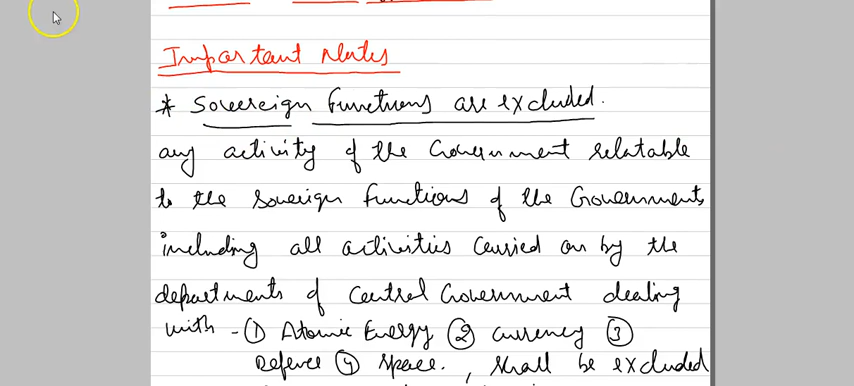 Important Notes
* Sovereign Functions are excluded.
any activity of the Government relatable
to the Sovereign Functions of the Governments
including all activities carried on by the
departments of Central Government dealing
with - ① Atomic Energy ② Currency ③
Defence ④ Space. , shall be excluded